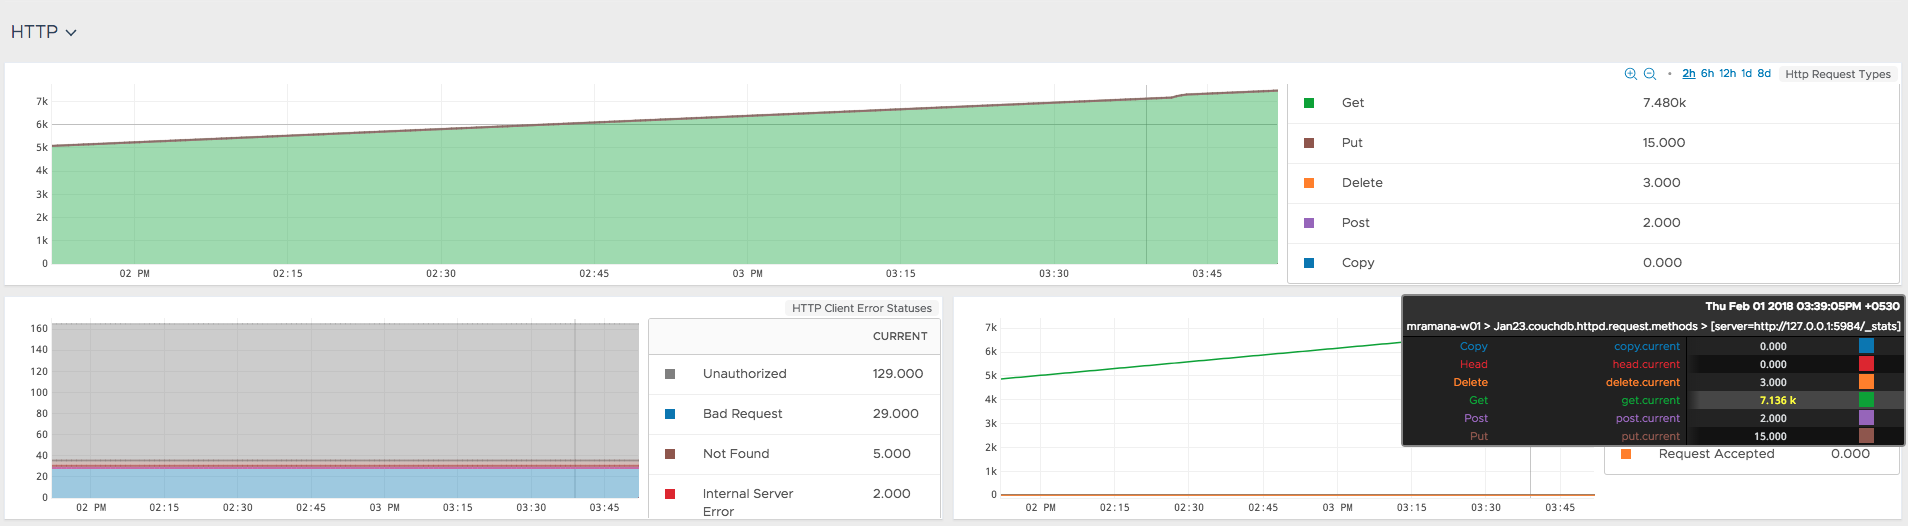 HTTP
2h 6h 12h 1d 8d Http Request Types
7k
6k
5k
4k
3k
2k
1k
0
02 PM 02:15 02:30 02:45 03 PM 03:15 03:30 03:45
Get 7.480k
Put 15.000
Delete 3.000
Post 2.000
Copy 0.000
HTTP Client Error Statuses
160
140
120
100
80
60
40
20
0
02 PM 02:15 02:30 02:45 03 PM 03:15 03:30 03:45
CURRENT
Unauthorized 129.000
Bad Request 29.000
Not Found 5.000
Internal Server 2.000
Error
7k
6k
5k
4k
3k
2k
1k
0
02 PM 02:15 02:30 02:45 03 PM 03:15 03:30 03:45
Thu Feb 01 2018 03:39:05PM +0530
mramana-w01 > Jan23.couchdb.httpd.request.methods > [server=http://127.0.0.1:5984/_stats]
Copy copy.current 0.000
Head head.current 0.000
Delete delete.current 3.000
Get get.current 7.136 k
Post post.current 2.000
Put put.current 15.000
Request Accepted 0.000